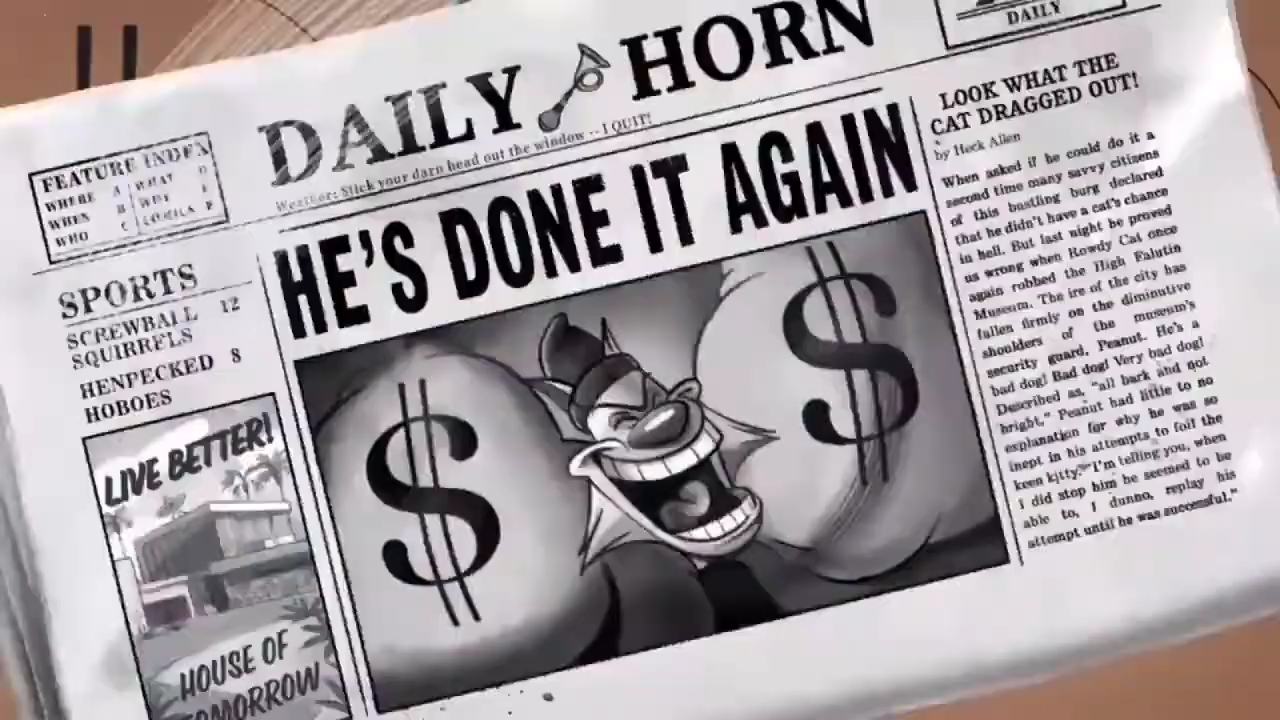 DAILY
DAILY HORN
Weather: Stick your darn head out the window -- I QUIT!
FEATURE INDEX
WHERE A WHAT D
WHEN B WHY E
WHO C F
SPORTS
SCREWBALL 12
SQUIRRELS
HENPECKED 8
HOBOES
LIVE BETTER!
HOUSE OF
TOMORROW
HE'S DONE IT AGAIN
$ $
LOOK WHAT THE
CAT DRAGGED OUT!
by Heck Allen
When asked if he could do it a
second time many savvy citizens
of this bustling burg declared
that he didn't have a cat's chance
in hell. But last night he proved
us wrong when Rowdy Cat once
again robbed the High Falutin
Museum. The ire of the city has
fallen firmly on the diminutive
shoulders of the museum's
security guard, Peanut. He's a
bad dog! Bad dog! Very bad dog!
Described as, "all bark and not
bright," Peanut had little to no
explanation for why he was so
inept in his attempts to foil the
keen kitty. "I'm telling you, when
I did stop him he seemed to be
able to, I dunno, replay his
attempt until he was successful."